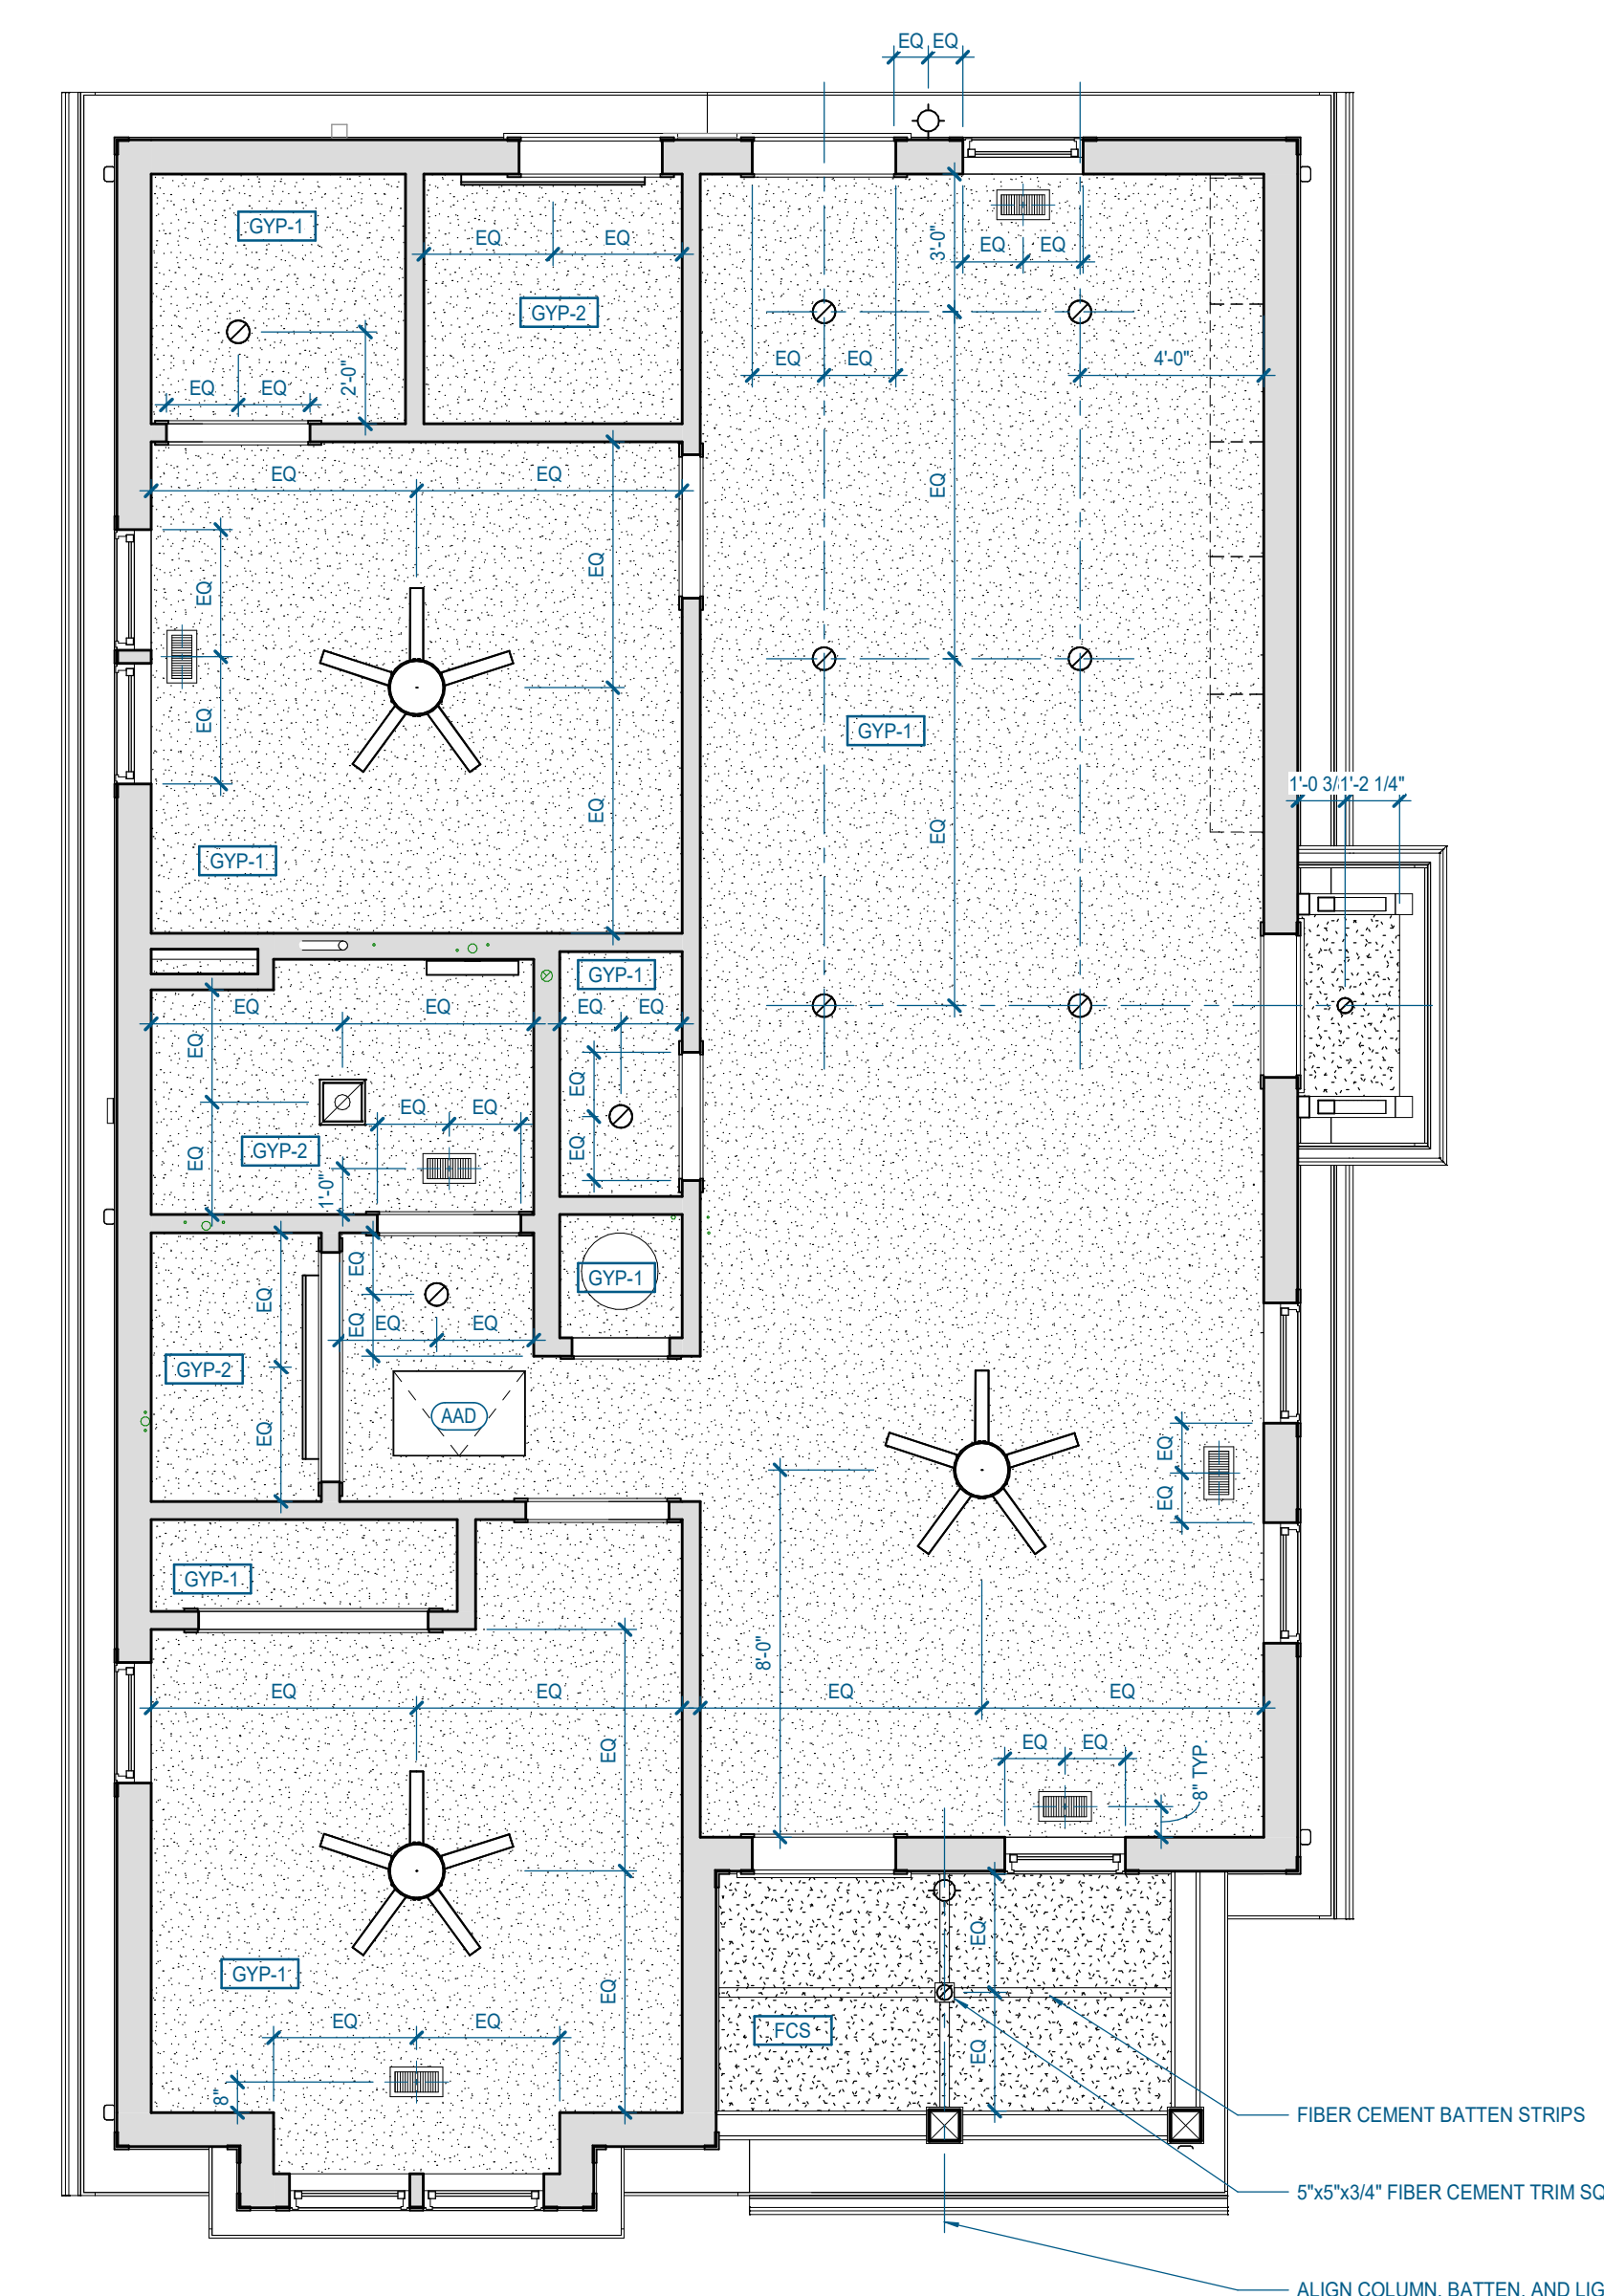 EQ EQ
GYP-1
EQ EQ
3'-0"
EQ EQ
GYP-2
EQ EQ
2'-0"
EQ EQ
4'-0"
EQ EQ
EQ
EQ
EQ
EQ
GYP-1
EQ
1'-0 3/ 1'-2 1/4"
EQ
EQ
GYP-1
GYP-1
EQ EQ
EQ EQ
EQ
EQ
EQ EQ
EQ
GYP-2
EQ
1'-0"
EQ
GYP-1
EQ
EQ
EQ EQ
GYP-2
EQ
AAD
EQ
EQ
EQ
GYP-1
8'-0"
EQ EQ
EQ EQ
EQ
EQ EQ
8" TYP.
EQ
GYP-1
EQ
FCS
EQ
EQ EQ
8"
FIBER CEMENT BATTEN STRIPS
5"x5"x3/4" FIBER CEMENT TRIM SQ
ALIGN COLUMN, BATTEN, AND LIG